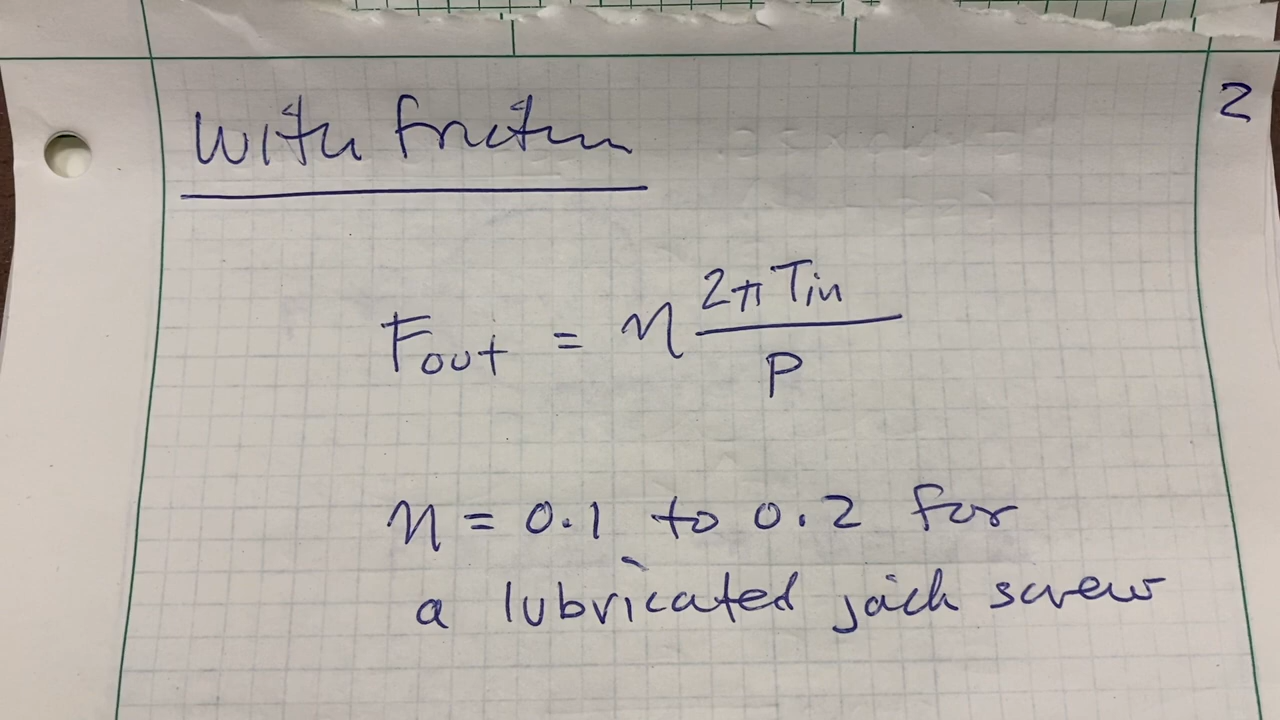 2
With friction
Fout = η 2π Tin / P
η = 0.1 to 0.2 for
a lubricated jack screw